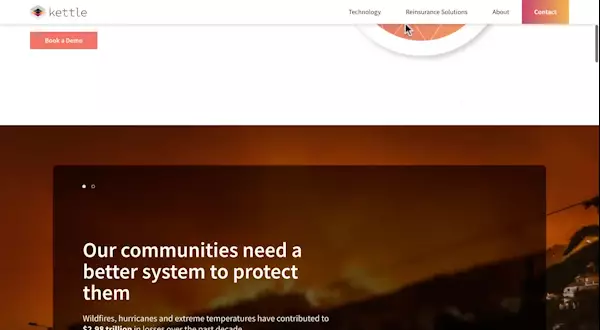 kettle
Technology
Reinsurance Solutions
About
Contact
Book a Demo
Our communities need a
better system to protect
them
Wildfires, hurricanes and extreme temperatures have contributed to
$2.98 trillion in losses over the past decade